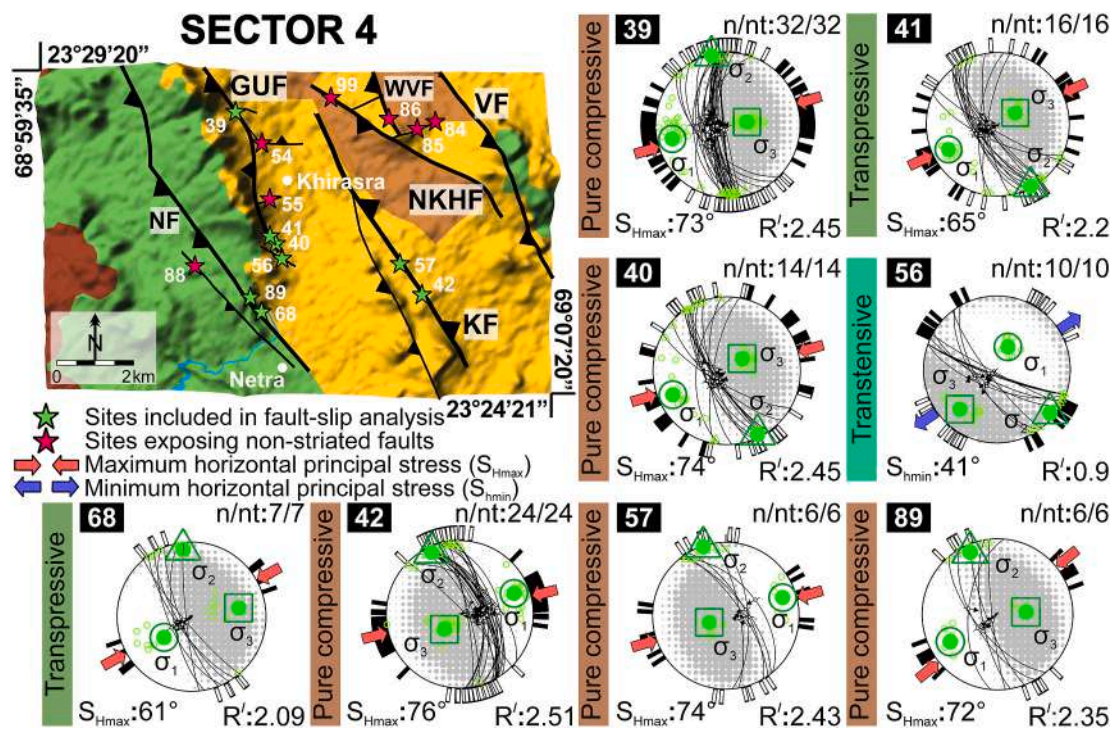 SECTOR 4
23°29'20”
68°59'35”
GUF
WVF
VF
99
86
84
85
39
54
Khirasra
NKHF
55
NF
41
40
56
57
88
42
89
68
KF
N
0 2km
Netra
69°07'20”
23°24'21”
Sites included in fault-slip analysis
Sites exposing non-striated faults
Maximum horizontal principal stress (SHmax)
Minimum horizontal principal stress (Shmin)
Pure compressive
39
n/nt:32/32
σ2
σ1
σ3
SHmax:73°
R':2.45
Transpressive
41
n/nt:16/16
σ3
σ1
σ2
SHmax:65°
R':2.2
Pure compressive
40
n/nt:14/14
σ3
σ1
σ2
SHmax:74°
R':2.45
Transtensive
56
n/nt:10/10
σ1
σ3
σ2
Shmin:41°
R':0.9
Transpressive
68
n/nt:7/7
σ2
σ3
σ1
SHmax:61°
R':2.09
Pure compressive
42
n/nt:24/24
σ2
σ1
σ3
SHmax:76°
R':2.51
Pure compressive
57
n/nt:6/6
σ2
σ1
σ3
SHmax:74°
R':2.43
Pure compressive
89
n/nt:6/6
σ2
σ3
σ1
SHmax:72°
R':2.35